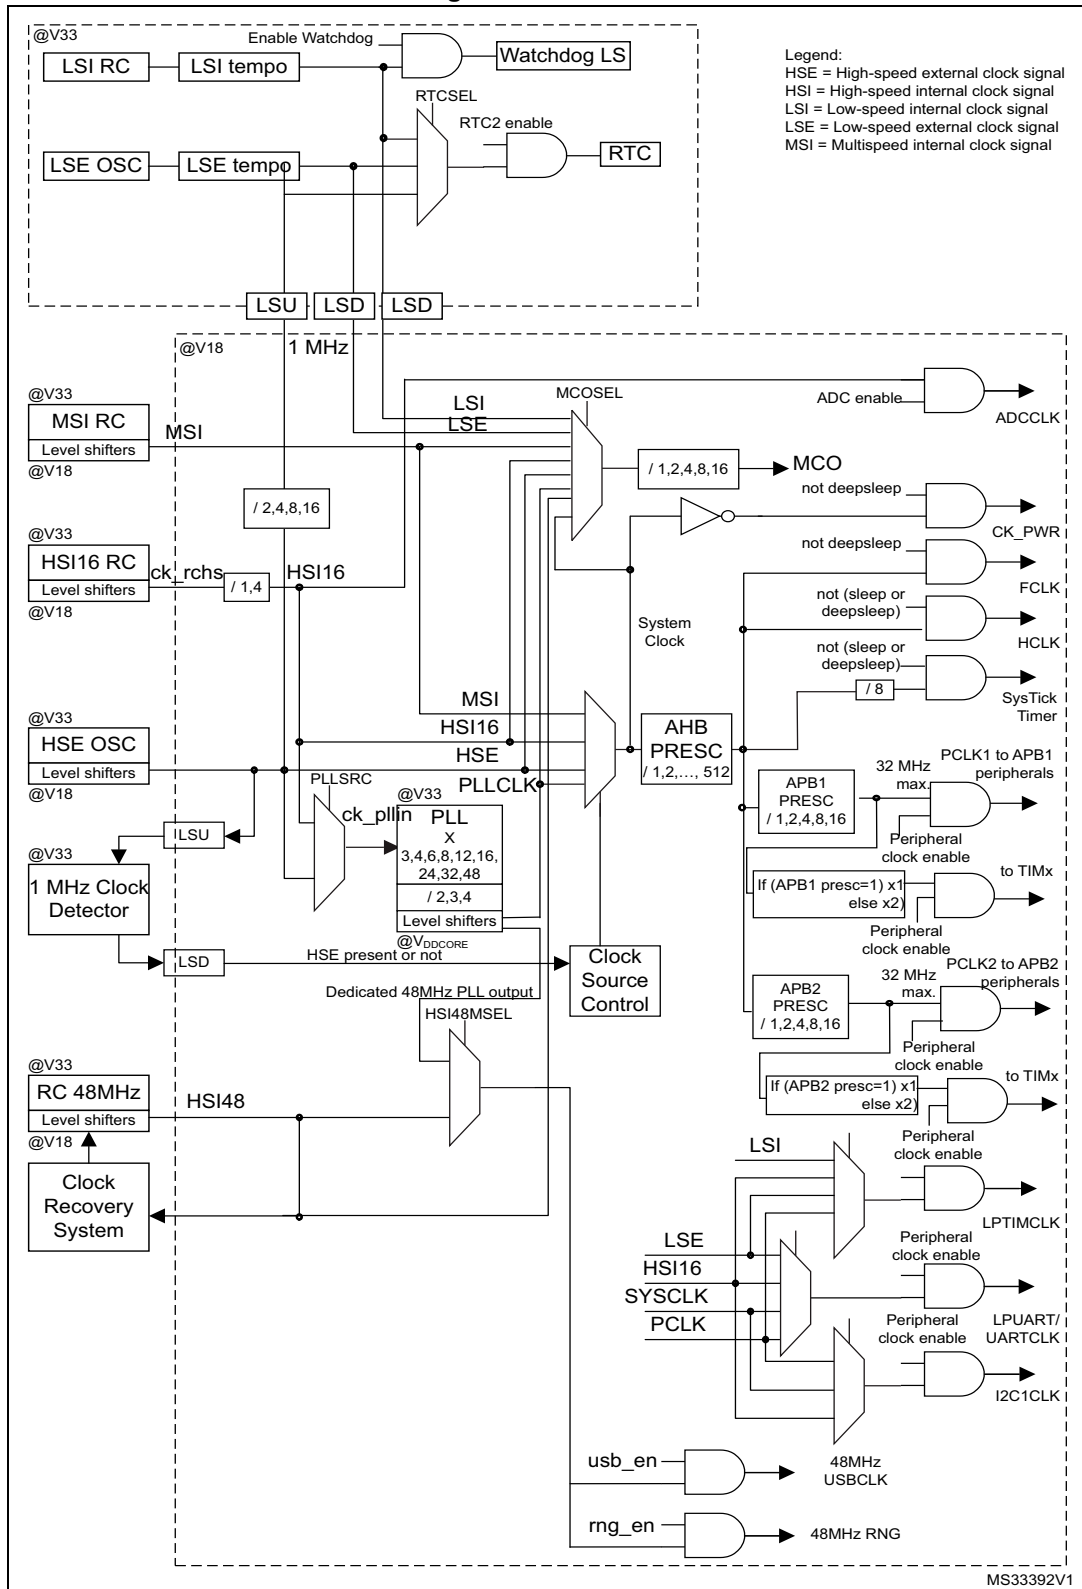 @V33
Enable Watchdog
LSI RC
LSI tempo
Watchdog LS
Legend:
HSE = High-speed external clock signal
HSI = High-speed internal clock signal
LSI = Low-speed internal clock signal
LSE = Low-speed external clock signal
MSI = Multispeed internal clock signal
RTCSEL
RTC2 enable
LSE OSC
LSE tempo
RTC
LSU
LSD
LSD
@V18
1 MHz
@V33
MSI RC
Level shifters
@V18
MSI
LSI
LSE
MCOSEL
ADC enable
ADCCLK
/ 1,2,4,8,16
MCO
/ 2,4,8,16
not deepsleep
CK_PWR
@V33
HSI16 RC
Level shifters
@V18
ck_rchs
/ 1,4
HSI16
not deepsleep
FCLK
not (sleep or
deepsleep)
HCLK
System
Clock
not (sleep or
deepsleep)
/ 8
SysTick
Timer
@V33
HSE OSC
Level shifters
@V18
MSI
HSI16
HSE
PLLCLK
AHB
PRESC
/ 1,2,..., 512
PLLSRC
ck_pllin
@V33
PLL
X
3,4,6,8,12,16,
24,32,48
/ 2,3,4
Level shifters
@VDDCORE
APB1
PRESC
/ 1,2,4,8,16
32 MHz
max.
PCLK1 to APB1
peripherals
Peripheral
clock enable
LSU
@V33
1 MHz Clock
Detector
LSD
HSE present or not
Clock
Source
Control
If (APB1 presc=1) x1
else x2)
to TIMx
Peripheral
clock enable
Dedicated 48MHz PLL output
HSI48MSEL
APB2
PRESC
/ 1,2,4,8,16
32 MHz
max.
PCLK2 to APB2
peripherals
Peripheral
clock enable
@V33
RC 48MHz
Level shifters
@V18
HSI48
If (APB2 presc=1) x1
else x2)
to TIMx
Peripheral
clock enable
Clock
Recovery
System
LSI
LPTIMCLK
LSE
HSI16
SYSCLK
PCLK
Peripheral
clock enable
LPUART/
UARTCLK
Peripheral
clock enable
I2C1CLK
usb_en
48MHz
USBCLK
rng_en
48MHz RNG
MS33392V1